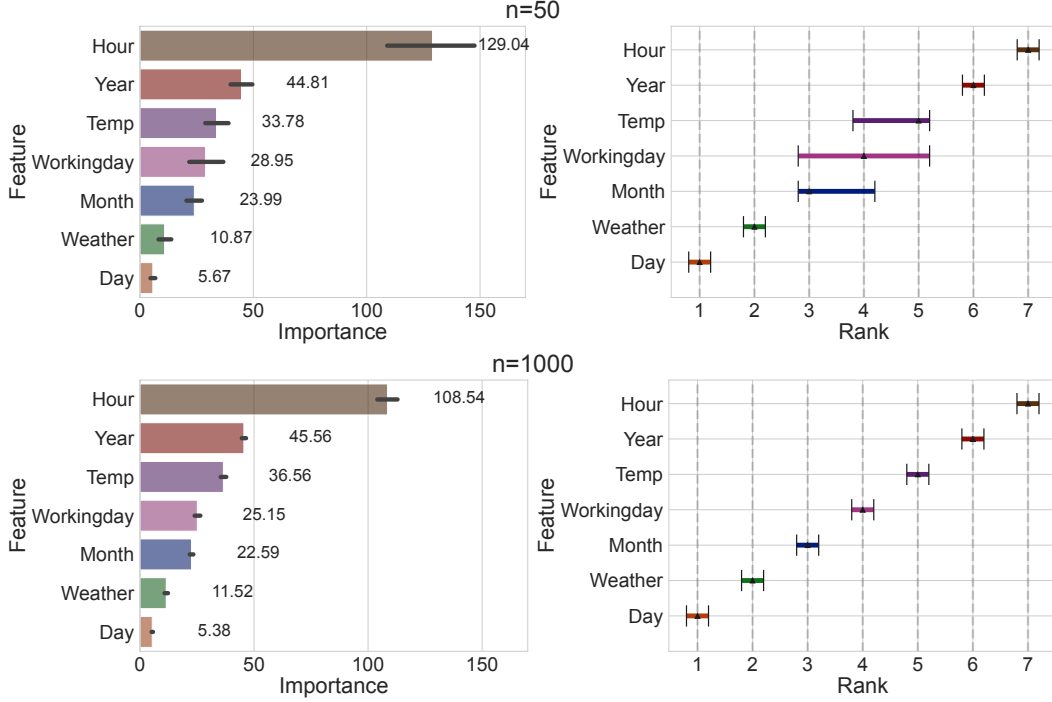 n=50
Feature
Hour
129.04
Year
44.81
Temp
33.78
Workingday
28.95
Month
23.99
Weather
10.87
Day
5.67
0
50
100
150
Importance
Feature
Hour
Year
Temp
Workingday
Month
Weather
Day
1
2
3
4
5
6
7
Rank
n=1000
Feature
Hour
108.54
Year
45.56
Temp
36.56
Workingday
25.15
Month
22.59
Weather
11.52
Day
5.38
0
50
100
150
Importance
Feature
Hour
Year
Temp
Workingday
Month
Weather
Day
1
2
3
4
5
6
7
Rank